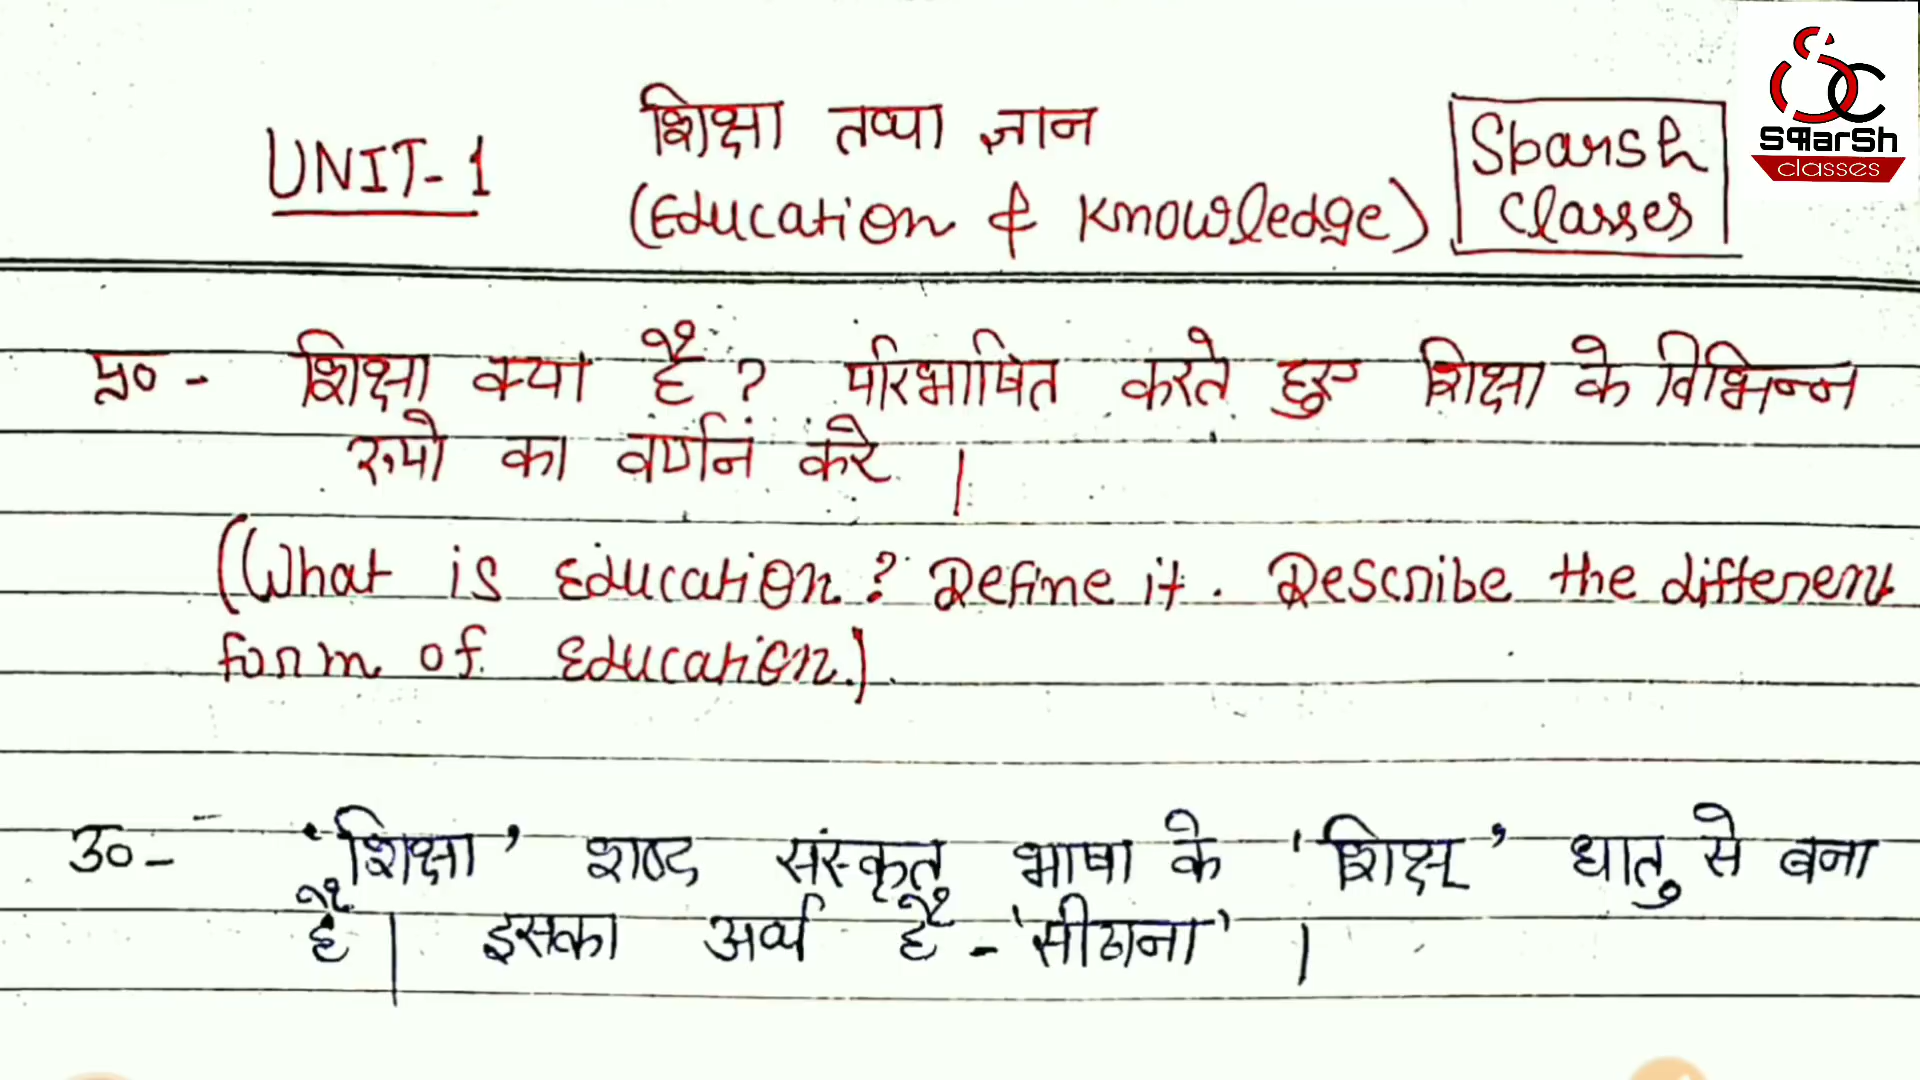 शिक्षा तथा ज्ञान
UNIT-1
(Education & Knowledge)
Sparsh
Classes
Sपarsh
classes
प्र० - शिक्षा क्या है ? परिभाषित करते हुए शिक्षा के विभिन्न
रुपो का वर्णन करे ।
(What is Education ? Define it. Describe the different
form of Education.)
उ० - 'शिक्षा' शब्द संस्कृत भाषा के 'शिक्ष्' धातु से बना
है । इसका अर्थ है - 'सीखना' ।